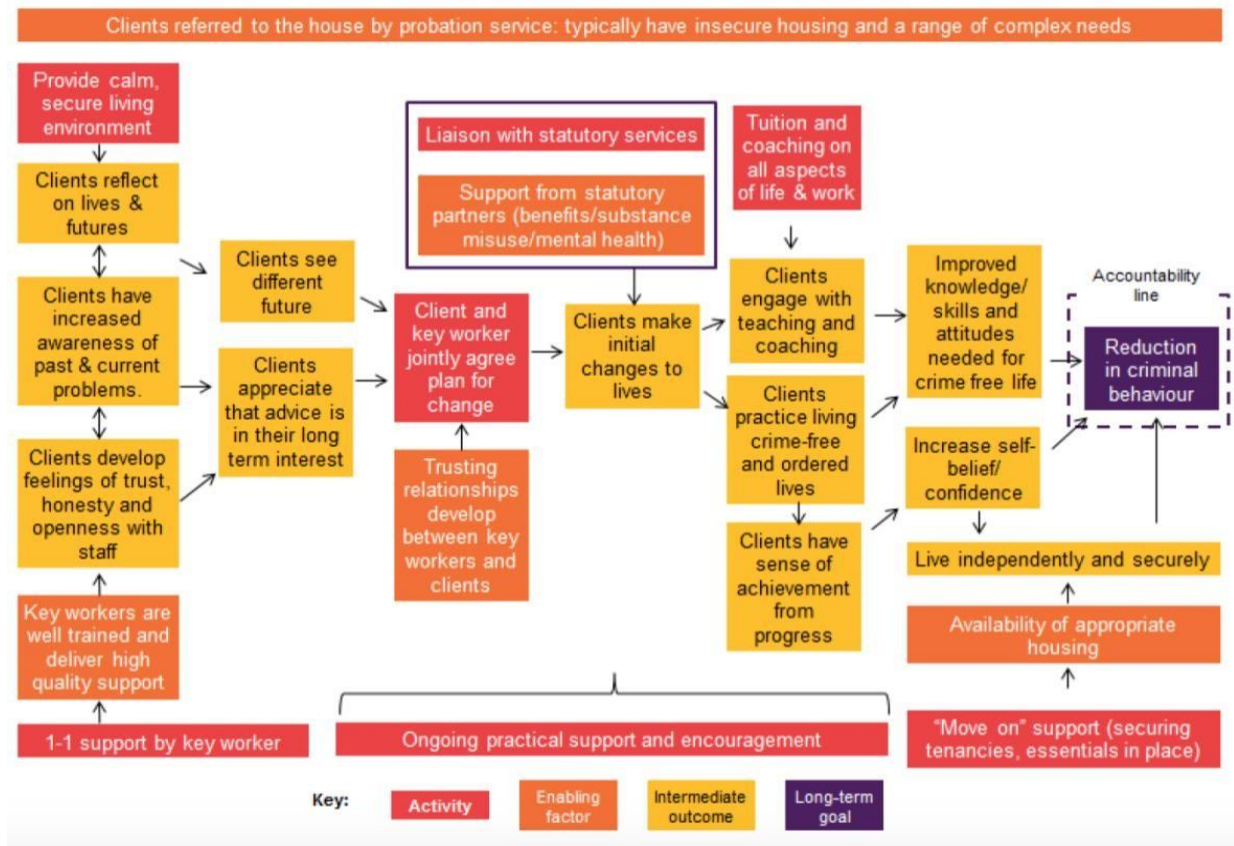 Clients referred to the house by probation service: typically have insecure housing and a range of complex needs
Provide calm,
secure living
environment
Clients reflect
on lives &
futures
Clients have
increased
awareness of
past & current
problems.
Clients develop
feelings of trust,
honesty and
openness with
staff
Key workers are
well trained and
deliver high
quality support
1-1 support by key worker
Clients see
different
future
Clients
appreciate
that advice is
in their long
term interest
Liaison with statutory services
Support from statutory
partners (benefits/substance
misuse/mental health)
Client and
key worker
jointly agree
plan for
change
Trusting
relationships
develop
between key
workers and
clients
Clients make
initial
changes to
lives
Tuition and
coaching on
all aspects
of life & work
Clients
engage with
teaching and
coaching
Clients
practice living
crime-free
and ordered
lives
Clients have
sense of
achievement
from
progress
Ongoing practical support and encouragement
Improved
knowledge/
skills and
attitudes
needed for
crime free life
Increase self-
belief/
confidence
Live independently and securely
Availability of appropriate
housing
“Move on” support (securing
tenancies, essentials in place)
Accountability
line
Reduction
in criminal
behaviour
Key:
Activity
Enabling
factor
Intermediate
outcome
Long-term
goal